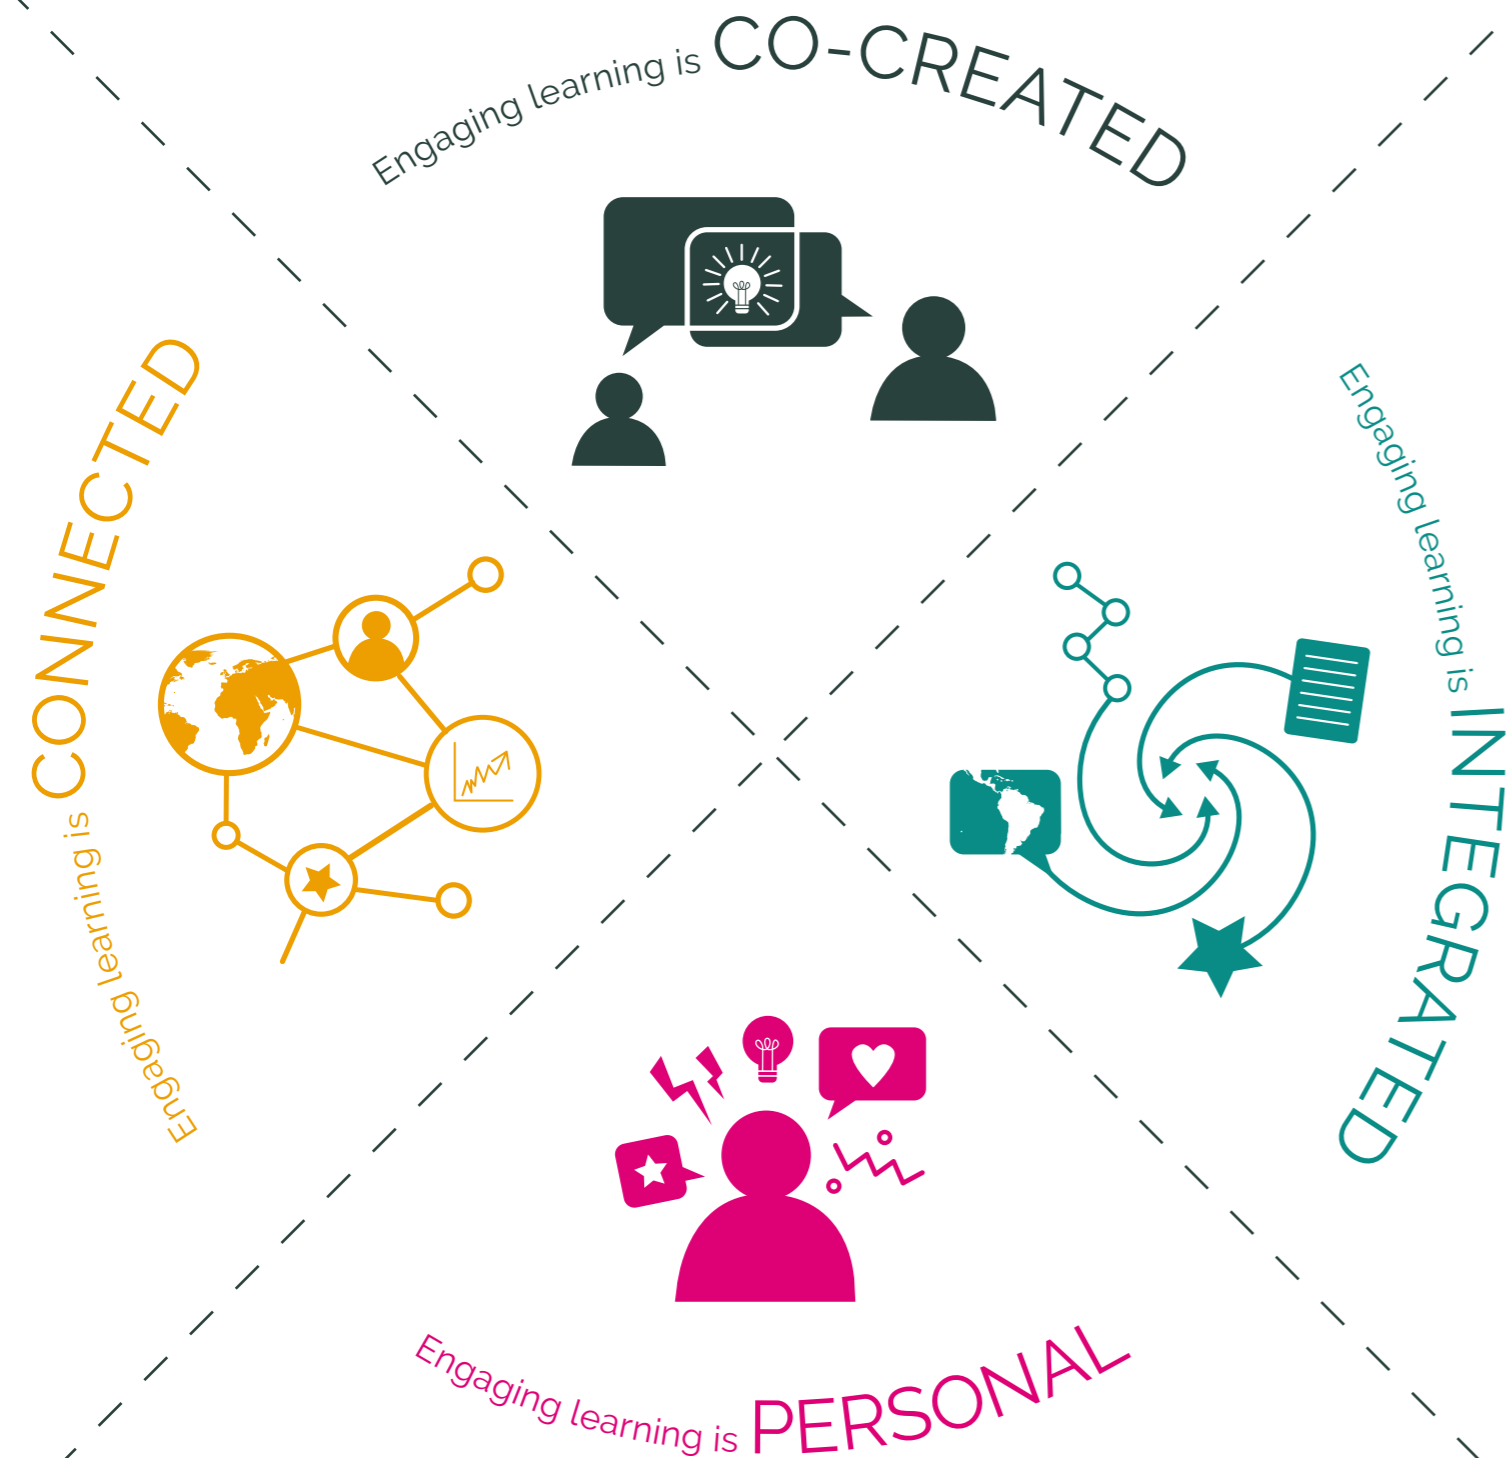 Engaging learning is CO-CREATED
Engaging learning is INTEGRATED
Engaging learning is PERSONAL
Engaging learning is CONNECTED